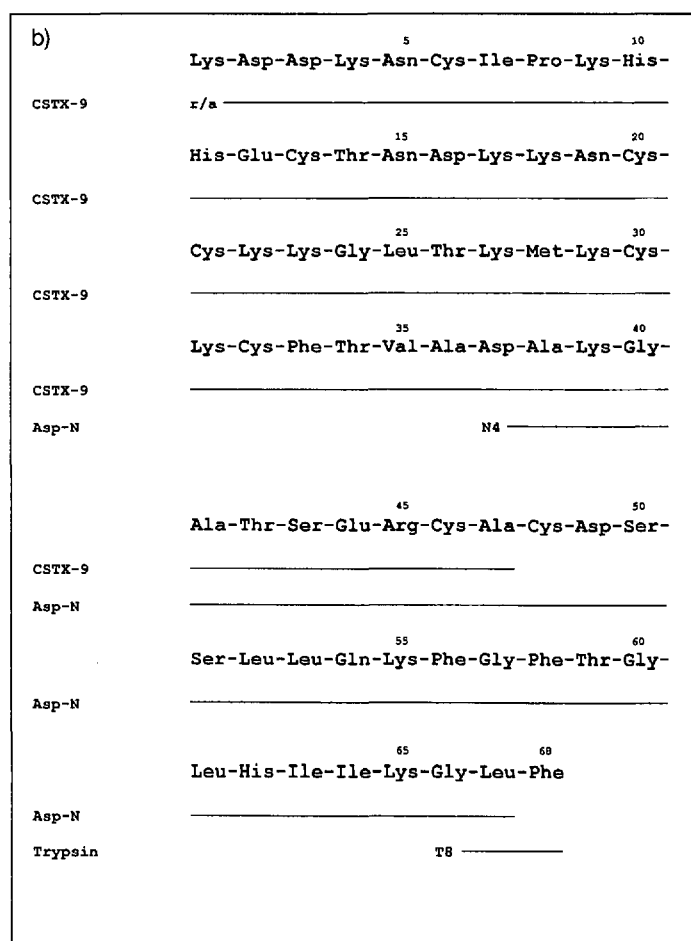 b)
5 10
Lys-Asp-Asp-Lys-Asn-Cys-Ile-Pro-Lys-His-
CSTX-9 r/a
15 20
His-Glu-Cys-Thr-Asn-Asp-Lys-Lys-Asn-Cys-
CSTX-9
25 30
Cys-Lys-Lys-Gly-Leu-Thr-Lys-Met-Lys-Cys-
CSTX-9
35 40
Lys-Cys-Phe-Thr-Val-Ala-Asp-Ala-Lys-Gly-
CSTX-9
Asp-N N4
45 50
Ala-Thr-Ser-Glu-Arg-Cys-Ala-Cys-Asp-Ser-
CSTX-9
Asp-N
55 60
Ser-Leu-Leu-Gln-Lys-Phe-Gly-Phe-Thr-Gly-
Asp-N
65 68
Leu-His-Ile-Ile-Lys-Gly-Leu-Phe
Asp-N
Trypsin T8